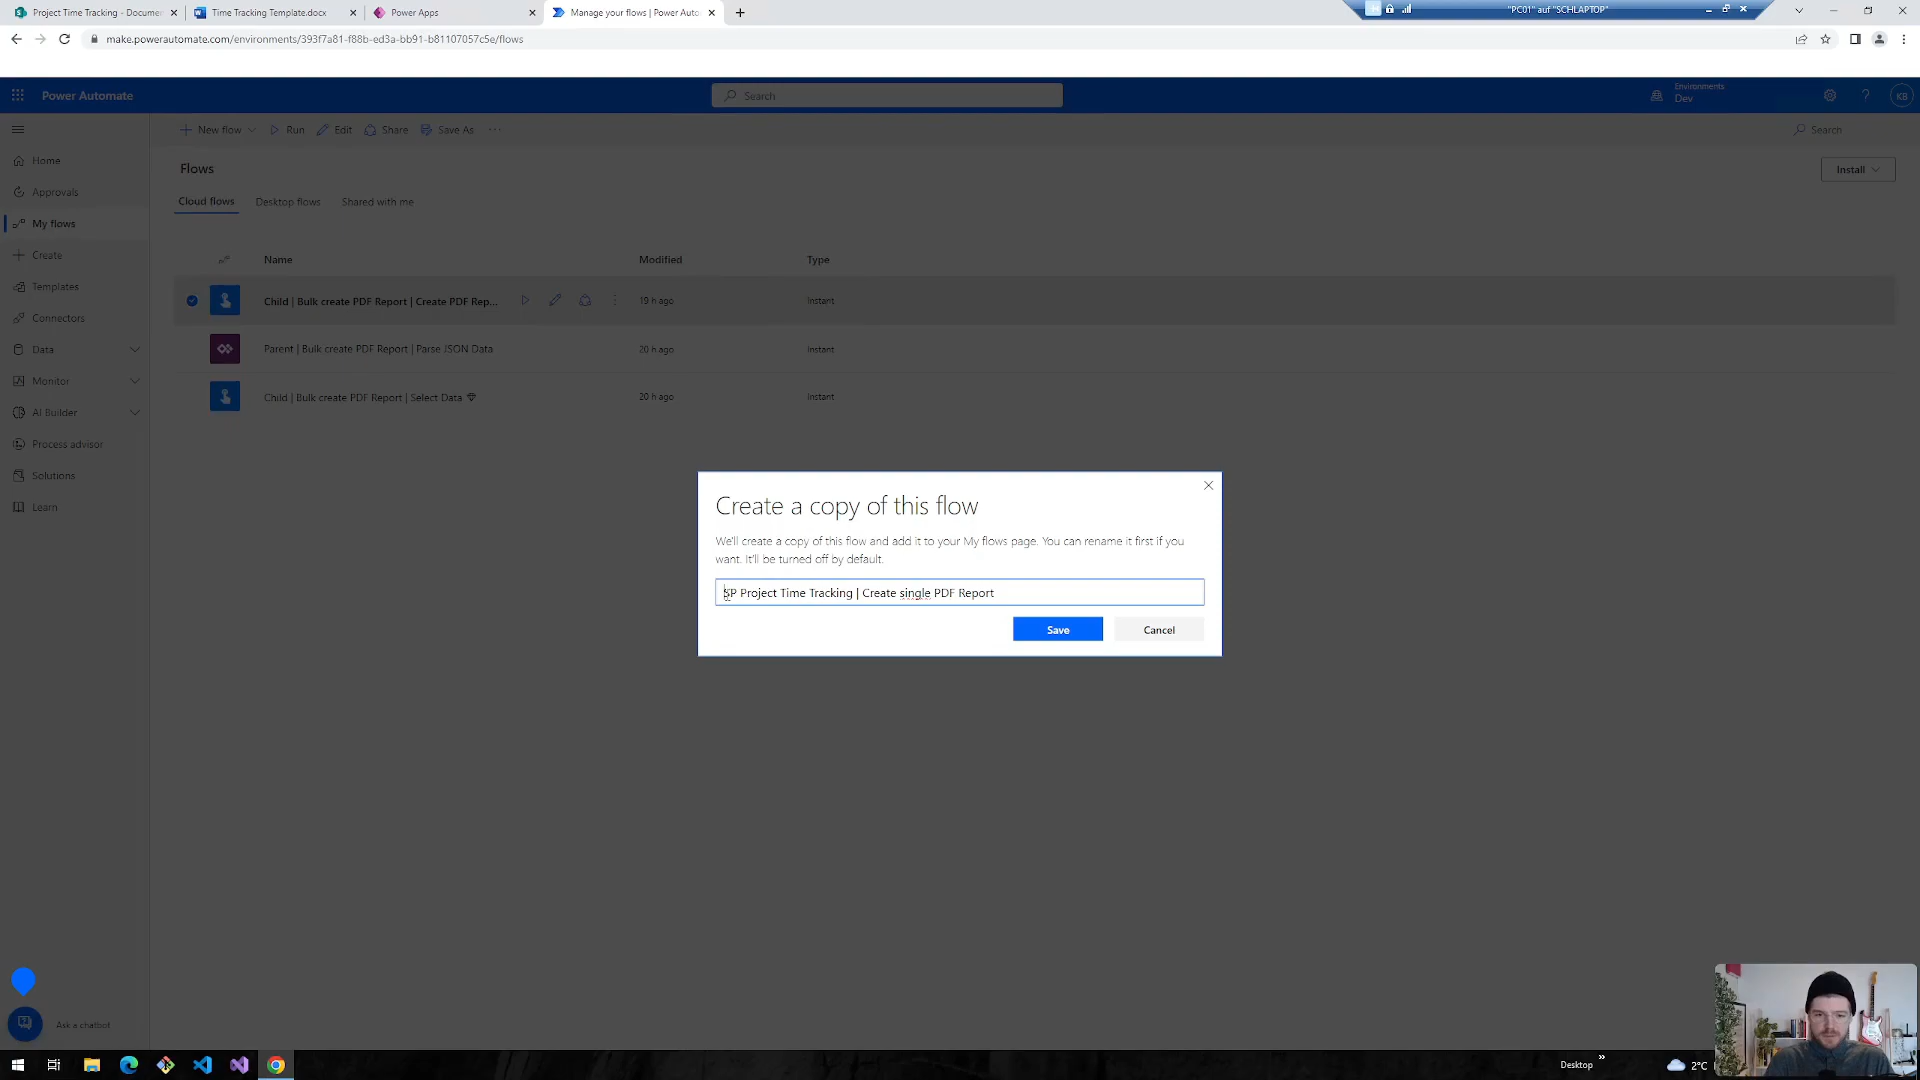 Project Time Tracking - Documen
Time Tracking Template.docx
Power Apps
Manage your flows | Power Auto
"PC01" auf "SCHLAPTOP"
make.powerautomate.com/environments/393f7a81-f88b-ed3a-bb91-b81107057c5e/flows
Power Automate
Search
Environments
Dev
KB
New flow
Run
Edit
Share
Save As
Search
Home
Approvals
My flows
Create
Templates
Connectors
Data
Monitor
AI Builder
Process advisor
Solutions
Learn
Flows
Install
Cloud flows
Desktop flows
Shared with me
Name
Modified
Type
Child | Bulk create PDF Report | Create PDF Rep...
19 h ago
Instant
Parent | Bulk create PDF Report | Parse JSON Data
20 h ago
Instant
Child | Bulk create PDF Report | Select Data
20 h ago
Instant
Create a copy of this flow
We'll create a copy of this flow and add it to your My flows page. You can rename it first if you
want. It'll be turned off by default.
SP Project Time Tracking | Create single PDF Report
Save
Cancel
Ask a chatbot
Desktop
2°C